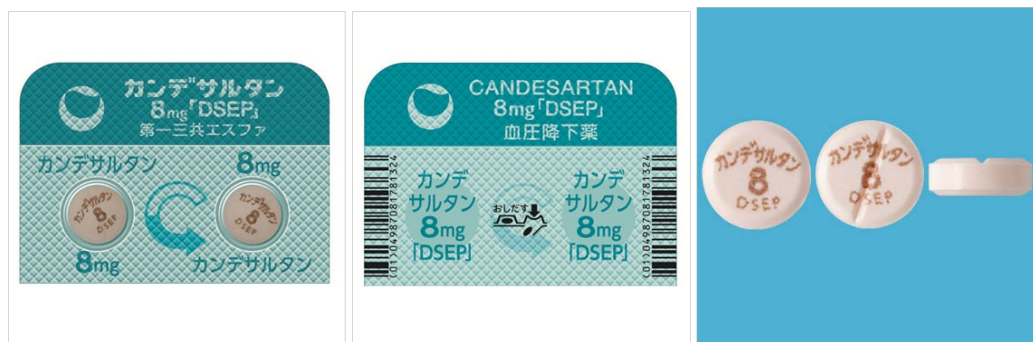 カンデサルタン
8mg「DSEP」
第一三共エスファ
カンデサルタン
8mg
カンデサルタン
8
DSEP
カンデサルタン
8
DSEP
8mg
カンデサルタン
CANDESARTAN
8mg「DSEP」
血圧降下薬
(01)04987081781324
カンデ
サルタン
8mg
「DSEP」
おしだす
カンデ
サルタン
8mg
「DSEP」
(01)04987081781324
カンデサルタン
8
DSEP
カンデサルタン
8
DSEP